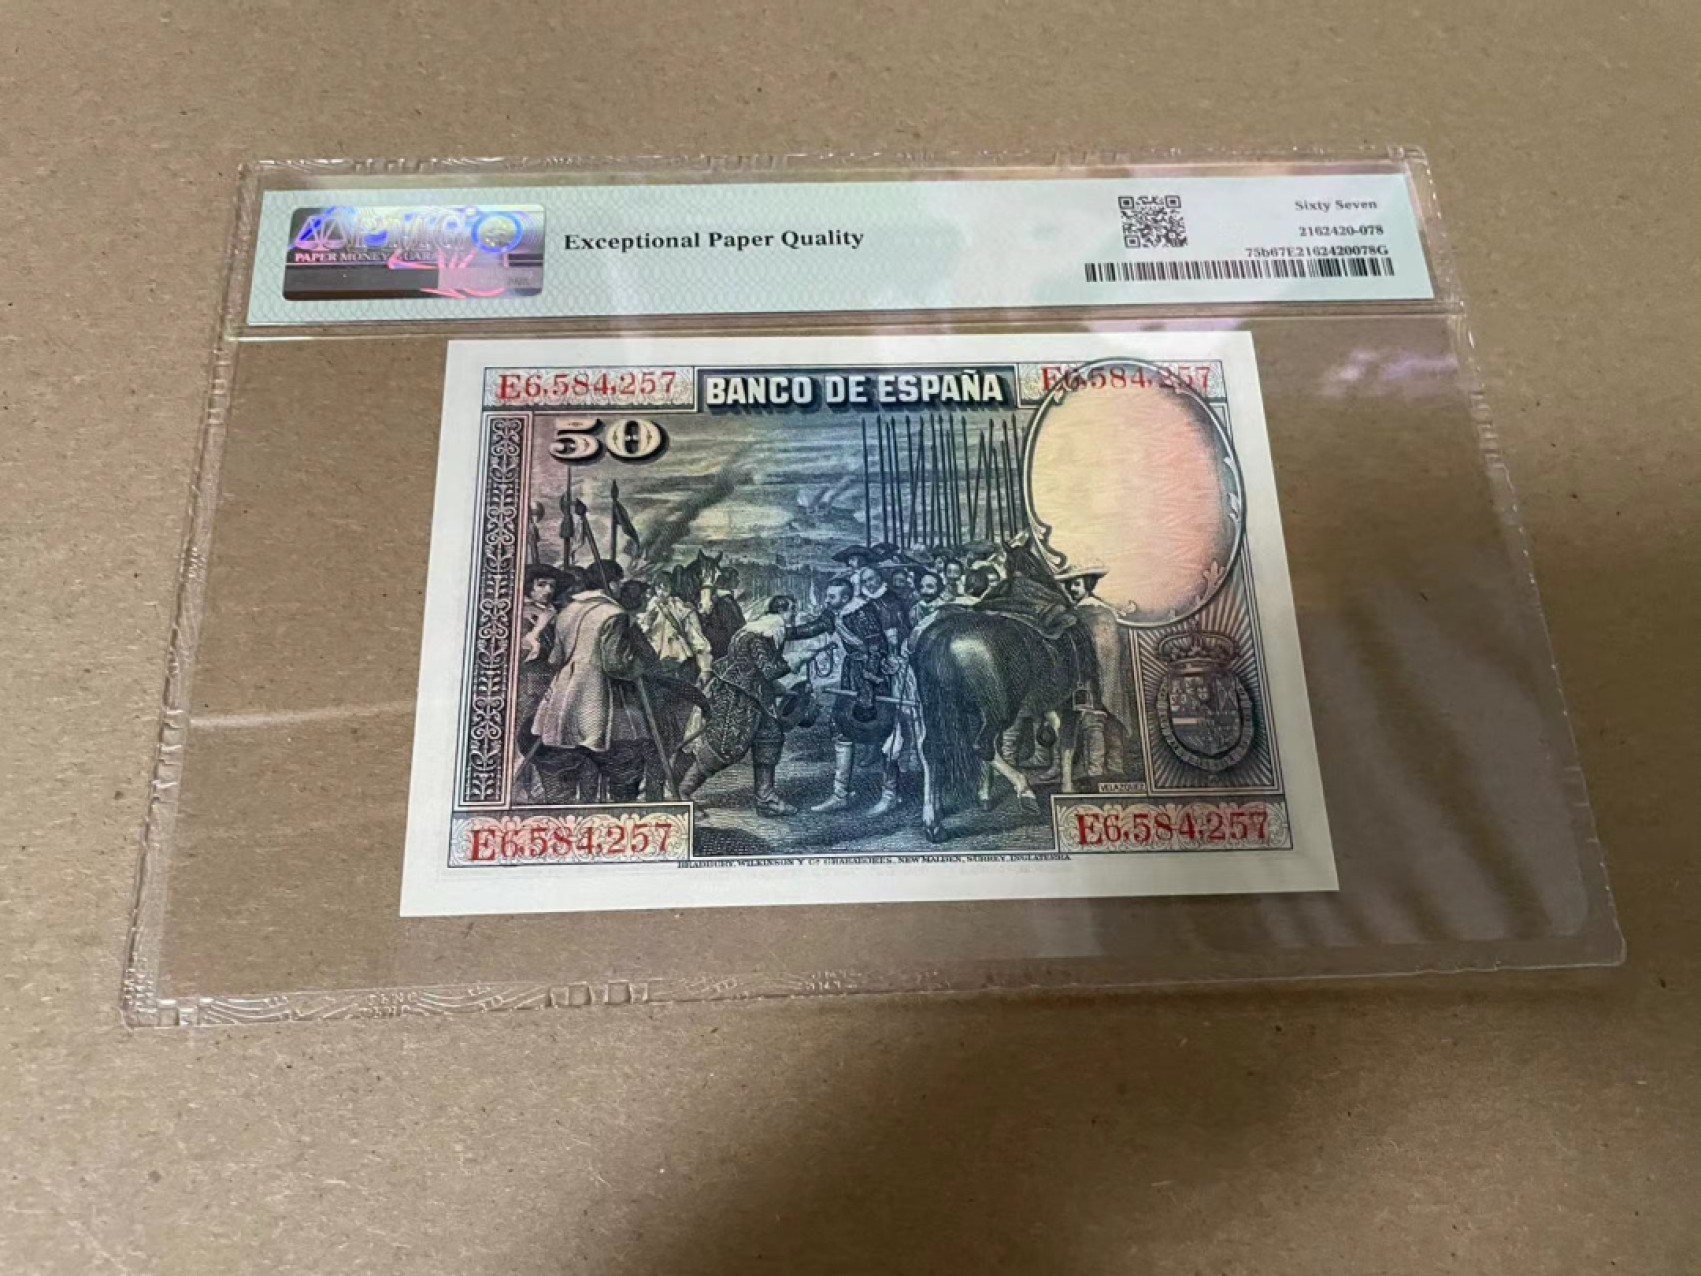 PMG
PAPER MONEY GUARANTY
Exceptional Paper Quality
Sixty Seven
2162420-078
75b67E2162420078G
E6,584,257
BANCO DE ESPAÑA
E6,584,257
50
VELAZQUEZ
E6,584,257
E6,584,257
BRADBURY, WILKINSON Y Cª GRABADORES, NEW MALDEN, SURREY, INGLATERRA